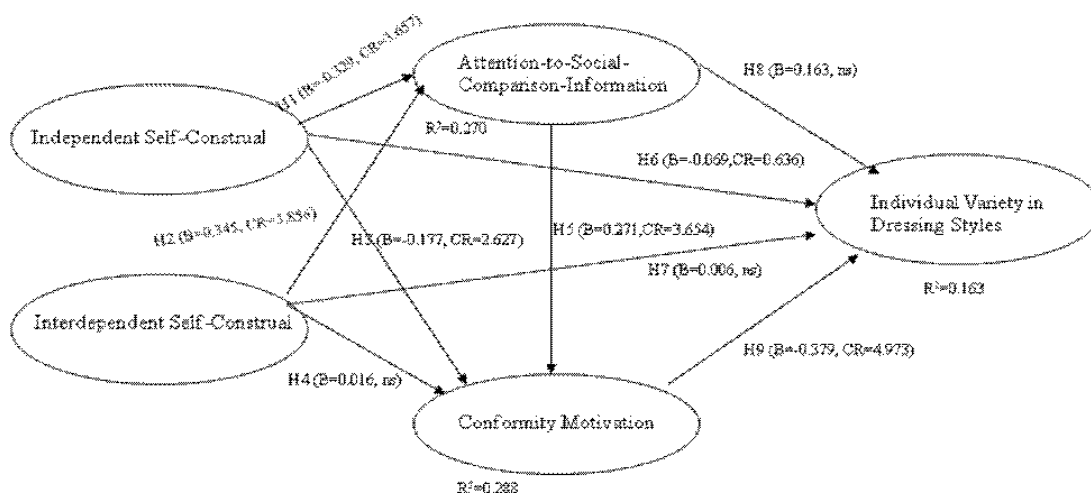 H1 (B=-0.329, CR=3.657)
Attention-to-Social-
Comparison-Information
H8 (B=0.163, ns)
Independent Self-Construal
R²=0.270
H6 (B=-0.069,CR=0.636)
Individual Variety in
Dressing Styles
H2 (B=0.345, CR=3.856)
H3 (B=-0.177, CR=2.627)
H5 (B=0.271,CR=3.654)
H7 (B=0.006, ns)
R²=0.163
Interdependent Self-Construal
H9 (B=-0.379, CR=4.973)
H4 (B=0.016, ns)
Conformity Motivation
R²=0.288